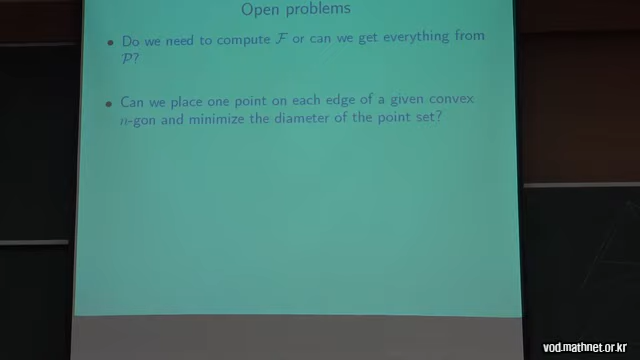 Open problems
• Do we need to compute ℱ or can we get everything from
𝒫?
• Can we place one point on each edge of a given convex
n-gon and minimize the diameter of the point set?
vod.mathnet.or.kr